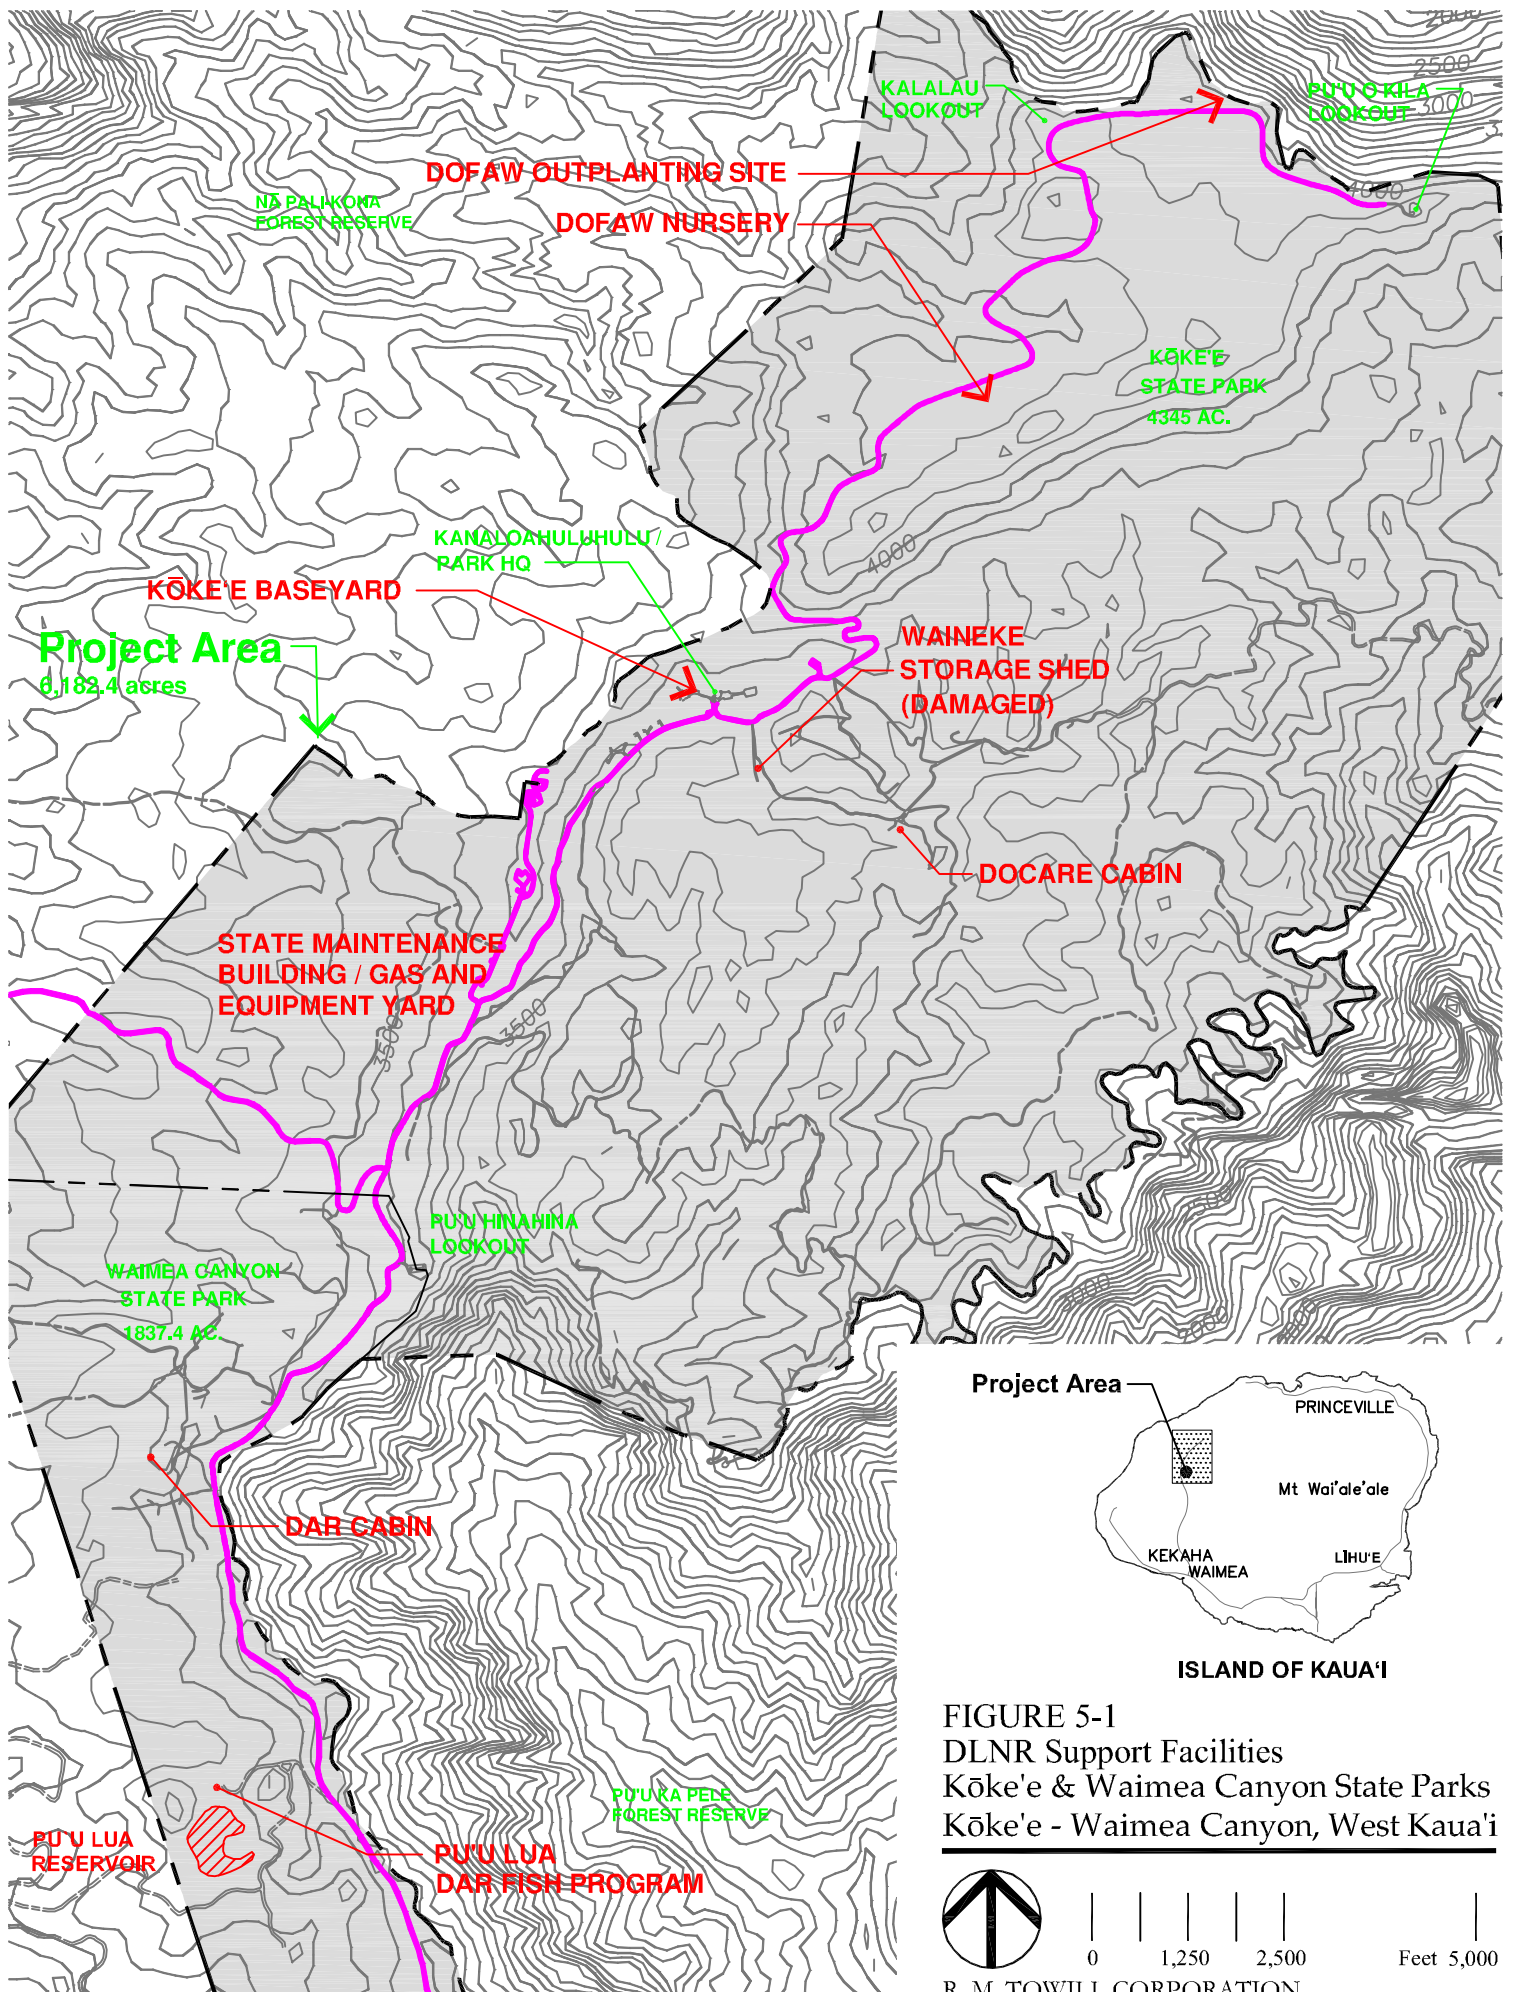 2000
2500
3000
KALALAU
LOOKOUT
PU'U O KILA
LOOKOUT
DOFAW OUTPLANTING SITE
4000
NĀ PALI-KONA
FOREST RESERVE
DOFAW NURSERY
KŌKE'E
STATE PARK
4345 AC.
KANALOAHULUHULU /
PARK HQ
4000
KŌKE'E BASEYARD
Project Area
6,182.4 acres
WAINEKE
STORAGE SHED
(DAMAGED)
DOCARE CABIN
STATE MAINTENANCE
BUILDING / GAS AND
EQUIPMENT YARD
3500
3500
PU'U HINAHINA
LOOKOUT
2500
3000
2000
WAIMEA CANYON
STATE PARK
1837.4 AC.
Project Area
PRINCEVILLE
Mt Wai'ale'ale
KEKAHA
WAIMEA
LĪHU'E
ISLAND OF KAUA'I
DAR CABIN
PU'U KA PELE
FOREST RESERVE
PU U LUA
RESERVOIR
PU'U LUA
DAR FISH PROGRAM
FIGURE 5-1
DLNR Support Facilities
Kōke'e & Waimea Canyon State Parks
Kōke'e - Waimea Canyon, West Kaua'i
0 1,250 2,500 Feet 5,000
R. M. TOWILL CORPORATION